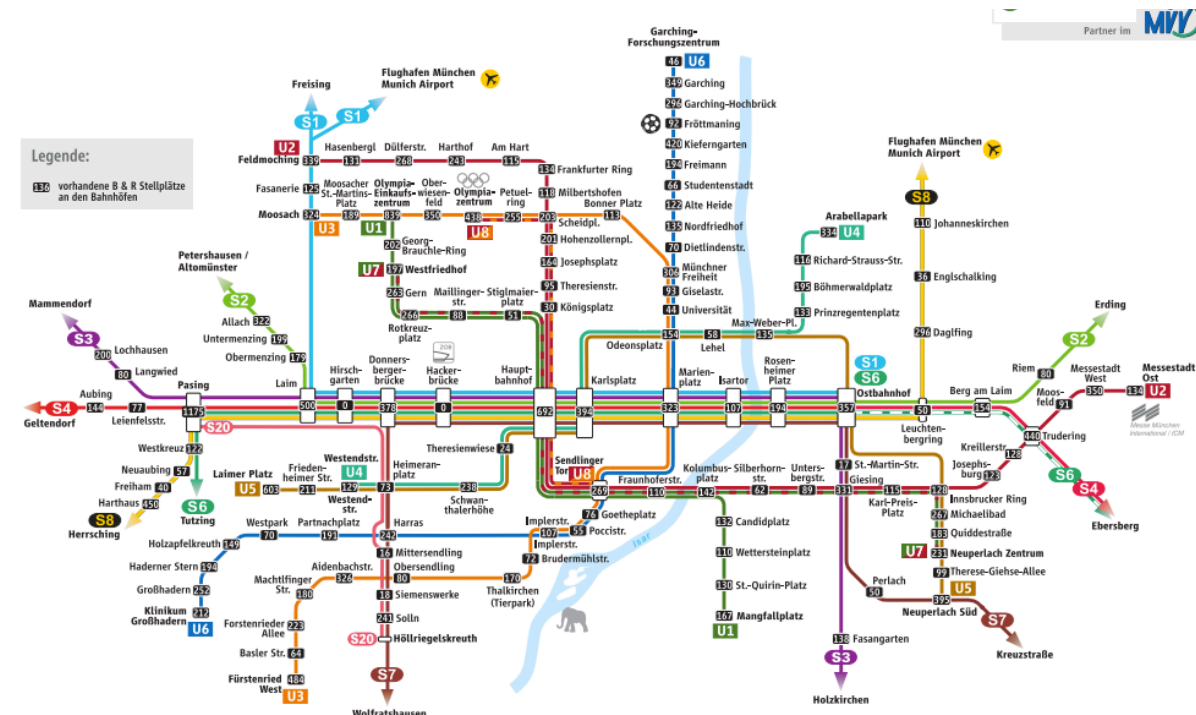 Partner im
MVV
Garching-
Forschungszentrum
46 U6
349 Garching
296 Garching-Hochbrück
92 Fröttmaning
420 Kieferngarten
194 Freimann
66 Studentenstadt
122 Alte Heide
135 Nordfriedhof
70 Dietlindenstr.
306 Münchner
Freiheit
93 Giselastr.
44 Universität
154
Odeonsplatz
Legende:
136 vorhandene B & R Stellplätze
an den Bahnhöfen
Freising
Flughafen München
Munich Airport
S1
S1
U2
Feldmoching 339
Hasenbergl
131
Dülferstr.
268
Harthof
243
Am Hart
115
134 Frankfurter Ring
118 Milbertshofen
Bonner Platz
113
Fasanerie 125
Moosach 324
U3
Moosacher
St.-Martins-
Platz
189
Olympia-
Einkaufs-
zentrum
839
U1
Ober-
wiesen-
feld
350
Olympia-
zentrum
438
U8
Petuel-
ring
255
203
Scheidpl.
201 Hohenzollernpl.
164 Josephsplatz
95 Theresienstr.
30 Königsplatz
202 Georg-
Brauchle-Ring
U7 197 Westfriedhof
263 Gern
266
Rotkreuz-
platz
Maillinger-
str.
88
Stiglmaier-
platz
51
Petershausen /
Altomünster
S2
Allach 322
Untermenzing 199
Obermenzing 179
Mammendorf
S3
Lochhausen
200
Langwied
80
Aubing
144
S4
Geltendorf
77
Leienfelsstr.
Pasing
1175
Laim
500
Hirsch-
garten
0
Donners-
berger-
brücke
378
Hacker-
brücke
0
Haupt-
bahnhof
692
Karlsplatz
394
Marien-
platz
323
Isartor
107
Rosen-
heimer
Platz
194
S1
S6
Ostbahnhof
357
50
Leuchten-
bergring
Berg am Laim
154
Flughafen München
Munich Airport
S8
110 Johanneskirchen
36 Englschalking
296 Daglfing
Arabellapark
334 U4
116 Richard-Strauss-Str.
195 Böhmerwaldplatz
133 Prinzregentenplatz
Max-Weber-Pl.
135
58
Lehel
Erding
S2
Riem 80
Messestadt
West
350
Messestadt
Ost
134
U2
Messe München
International / ICM
Moos-
feld
91
440 Trudering
Kreillerstr.
128
Josephs-
burg
123
S6
S4
Ebersberg
S20
Westkreuz 122
Neuaubing 57
Freiham 40
Harthaus 450
S8
Herrsching
S6
Tutzing
Laimer Platz
U5 603
Frieden-
heimer Str.
211
Westendstr.
U4
129
Westend-
str.
Heimeran-
platz
73
238
Schwan-
thalerhöhe
Theresienwiese 24
Sendlinger
Tor
U8
269
Fraunhoferstr.
110
Kolumbus-
platz
142
Silberhorn-
str.
62
Unters-
bergstr.
89
17 St.-Martin-Str.
Giesing
331
115
Karl-Preis-
Platz
128
Innsbrucker Ring
267 Michaelibad
183 Quiddestraße
U7 231 Neuperlach Zentrum
99 Therese-Giehse-Allee
U5
395
Neuperlach Süd
Perlach
50
S7
Kreuzstraße
138 Fasangarten
S3
Holzkirchen
132 Candidplatz
110 Wettersteinplatz
130 St.-Quirin-Platz
167 Mangfallplatz
U1
76 Goetheplatz
55 Poccistr.
Implerstr.
107
Implerstr.
72 Brudermühlstr.
170
Thalkirchen
(Tierpark)
Isar
Harras
242
Partnachplatz
191
Westpark
70
Holzapfelkreuth 149
Haderner Stern 194
Großhadern 252
Klinikum
Großhadern
212
U6
16 Mittersendling
Obersendling
80
18 Siemenswerke
241 Solln
S20 Höllriegelskreuth
S7
Wolfratshausen
Aidenbachstr.
326
Machtlfinger
Str.
180
Forstenrieder
Allee
223
Basler Str. 64
Fürstenried
West
484
U3